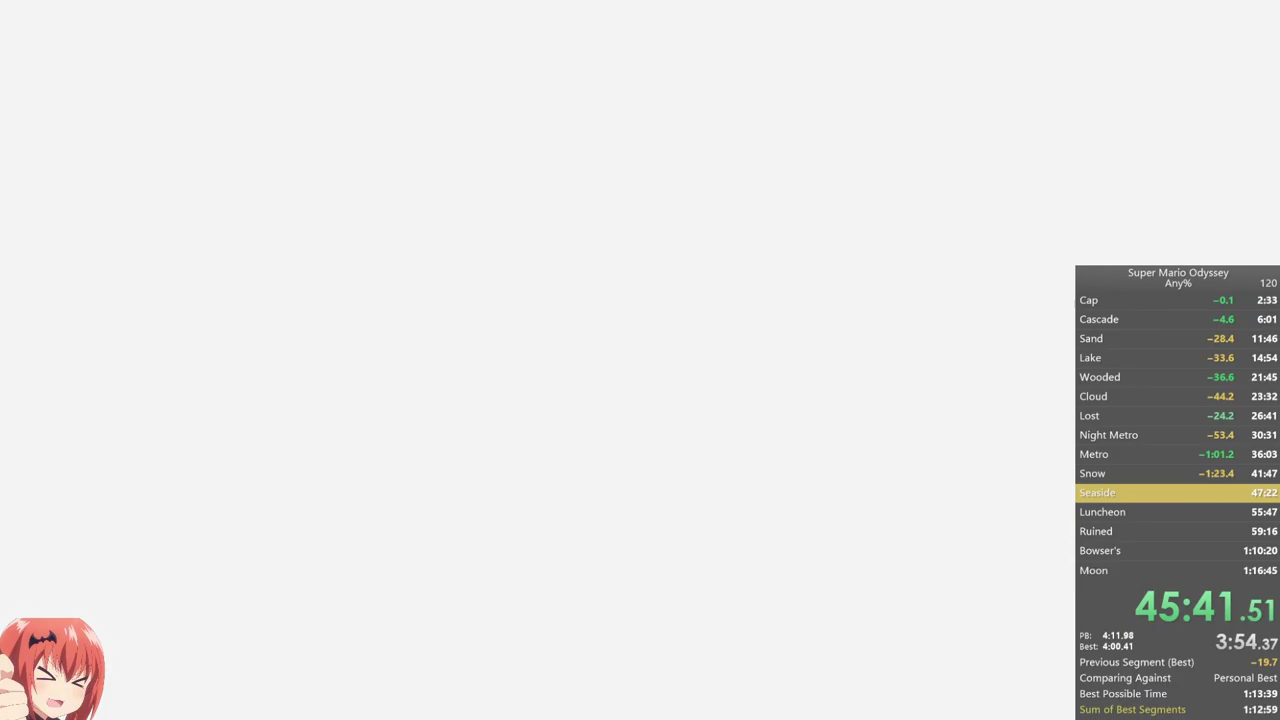 Super Mario Odyssey
Any% 120
Cap −0.1 2:33
Cascade −4.6 6:01
Sand −28.4 11:46
Lake −33.6 14:54
Wooded −36.6 21:45
Cloud −44.2 23:32
Lost −24.2 26:41
Night Metro −53.4 30:31
Metro −1:01.2 36:03
Snow −1:23.4 41:47
Seaside 47:22
Luncheon 55:47
Ruined 59:16
Bowser's 1:10:20
Moon 1:16:45
45:41.51
PB: 4:11.98
Best: 4:00.41
3:54.37
Previous Segment (Best) −19.7
Comparing Against Personal Best
Best Possible Time 1:13:39
Sum of Best Segments 1:12:59